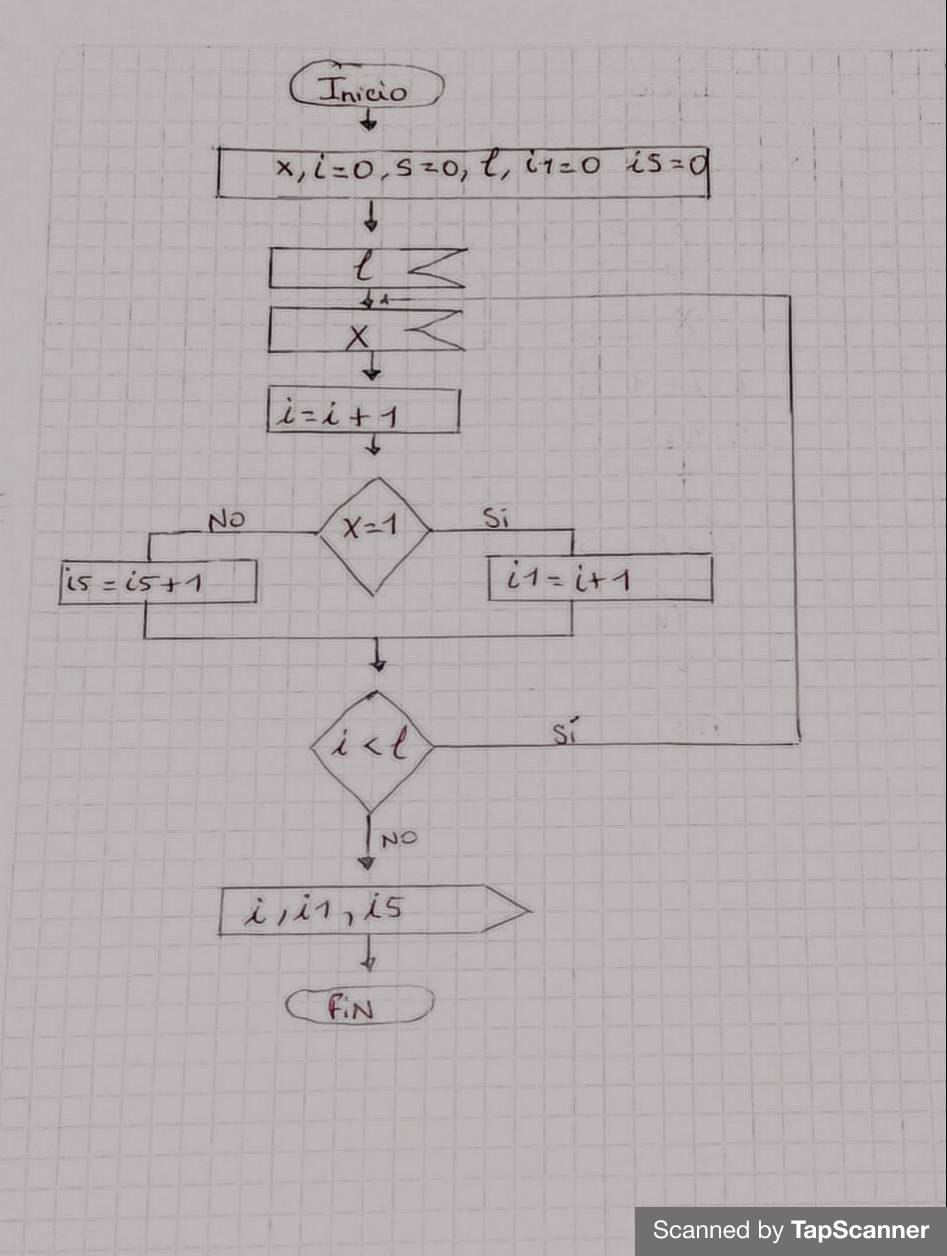 Inicio
x, i=0, s=0, l, i1=0 i5=0
l
x
i=i+1
x=1
NO
Si
i5=i5+1
i1=i+1
i<l
Sí
NO
i, i1, i5
FiN
Scanned by TapScanner